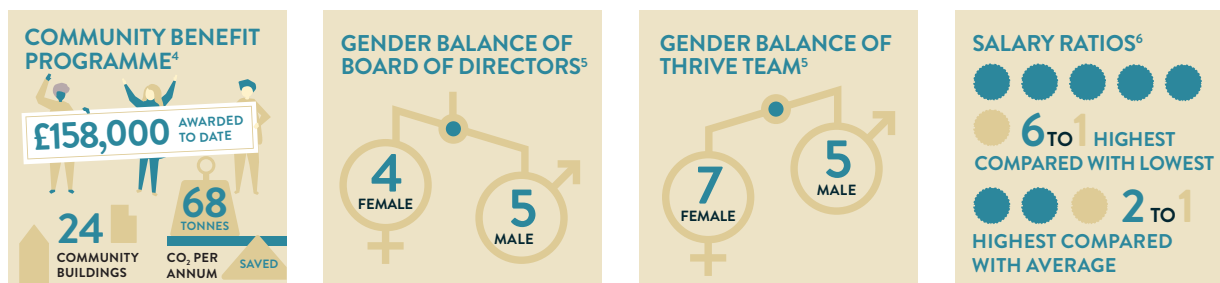 COMMUNITY BENEFIT
PROGRAMME⁴
£158,000 AWARDED
TO DATE
24
COMMUNITY
BUILDINGS
68
TONNES
CO₂ PER
ANNUM
SAVED
GENDER BALANCE OF
BOARD OF DIRECTORS⁵
4
FEMALE
5
MALE
GENDER BALANCE OF
THRIVE TEAM⁵
7
FEMALE
5
MALE
SALARY RATIOS⁶
6 TO 1 HIGHEST
COMPARED WITH LOWEST
2 TO 1
HIGHEST COMPARED
WITH AVERAGE